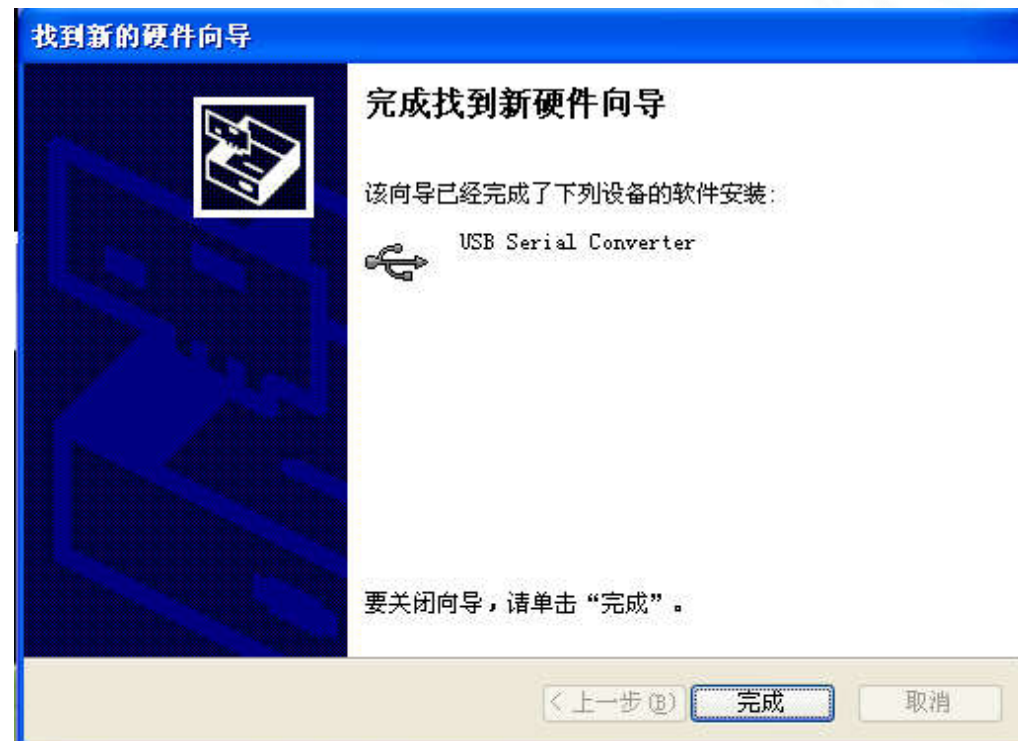 找到新的硬件向导
完成找到新硬件向导
该向导已经完成了下列设备的软件安装:
USB Serial Converter
要关闭向导，请单击“完成”。
< 上一步(B)
完成
取消